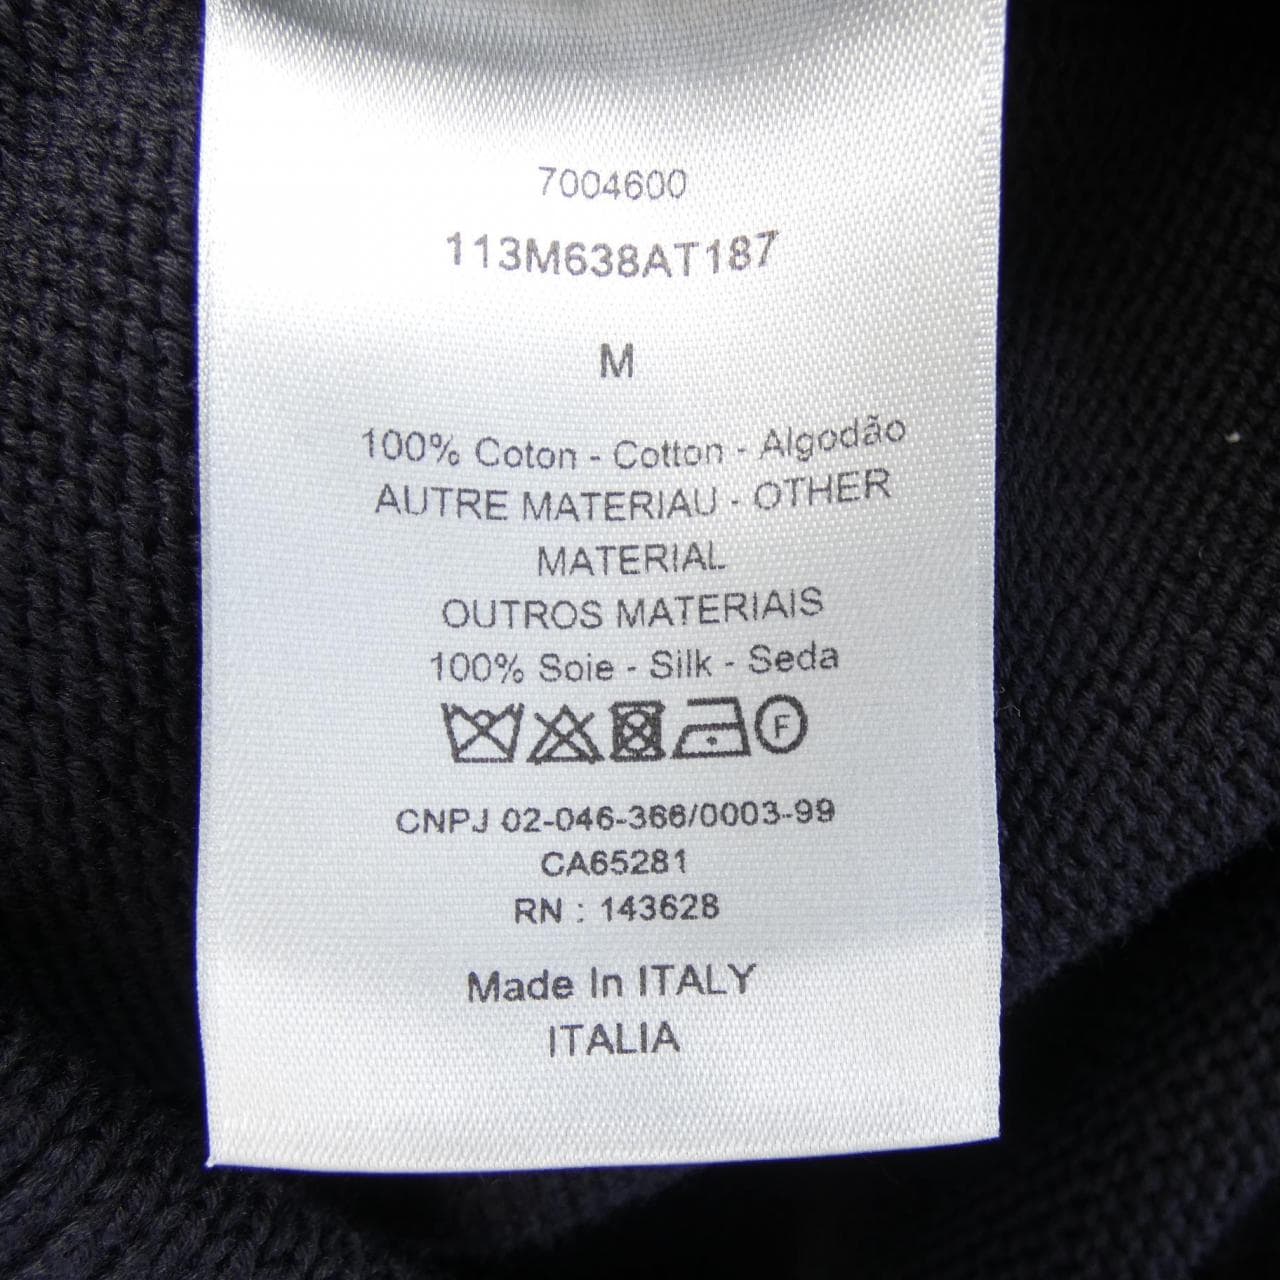 7004600
113M638AT187
M
100% Coton - Cotton - Algodão
AUTRE MATERIAU - OTHER
MATERIAL
OUTROS MATERIAIS
100% Soie - Silk - Seda
F
CNPJ 02-046-366/0003-99
CA65281
RN : 143628
Made In ITALY
ITALIA